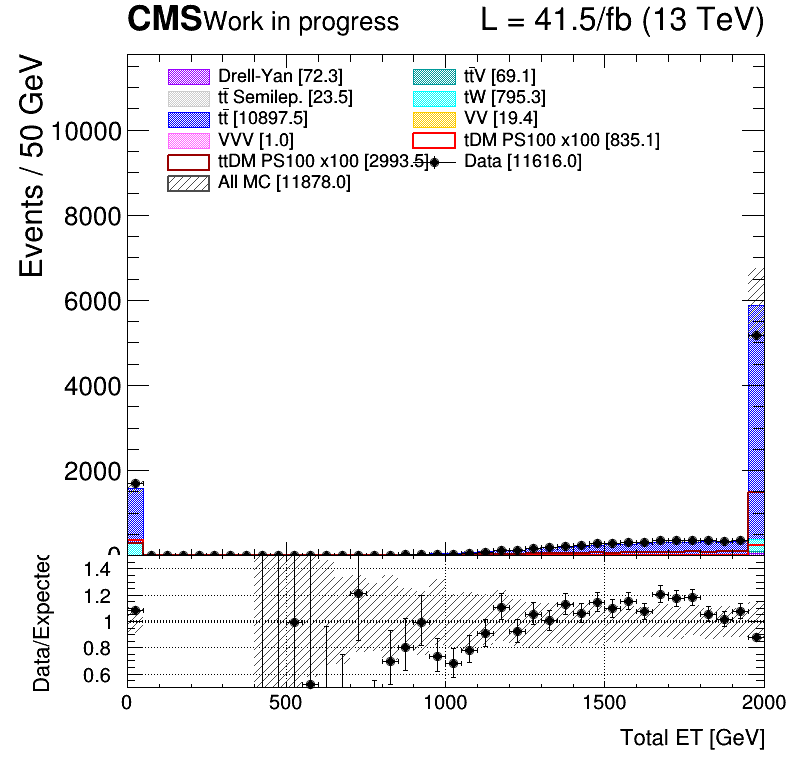 CMS Work in progress L = 41.5/fb (13 TeV)
Events / 50 GeV
Drell-Yan [72.3] tt̄V [69.1]
tt̄ Semilep. [23.5] tW [795.3]
tt̄ [10897.5] VV [19.4]
VVV [1.0] tDM PS100 x100 [835.1]
ttDM PS100 x100 [2993.5] Data [11616.0]
All MC [11878.0]
10000
8000
6000
4000
2000
0
Data/Expected
1.4
1.2
1
0.8
0.6
0 500 1000 1500 2000
Total ET [GeV]